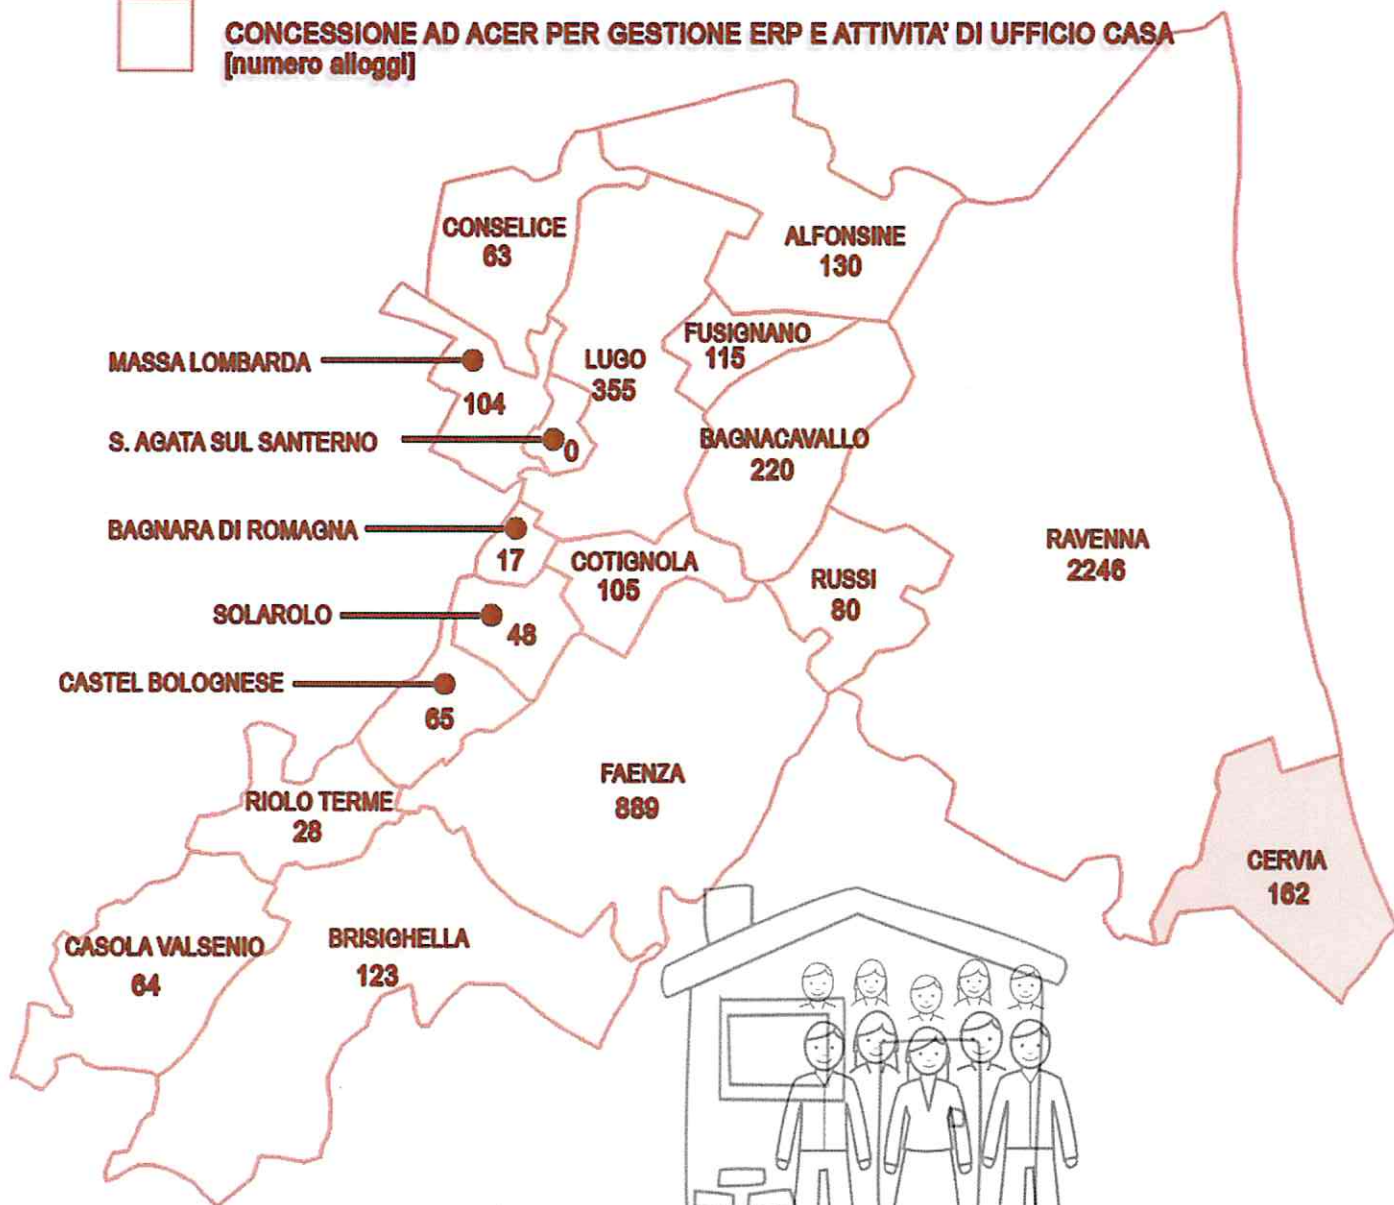 CONCESSIONE AD ACER PER GESTIONE ERP E ATTIVITA' DI UFFICIO CASA
[numero alloggi]
CONSELICE
63
ALFONSINE
130
FUSIGNANO
115
MASSA LOMBARDA
104
LUGO
355
S. AGATA SUL SANTERNO
0
BAGNACAVALLO
220
BAGNARA DI ROMAGNA
17
COTIGNOLA
105
RUSSI
80
RAVENNA
2246
SOLAROLO
48
CASTEL BOLOGNESE
65
FAENZA
889
RIOLO TERME
28
CERVIA
162
CASOLA VALSENIO
64
BRISIGHELLA
123